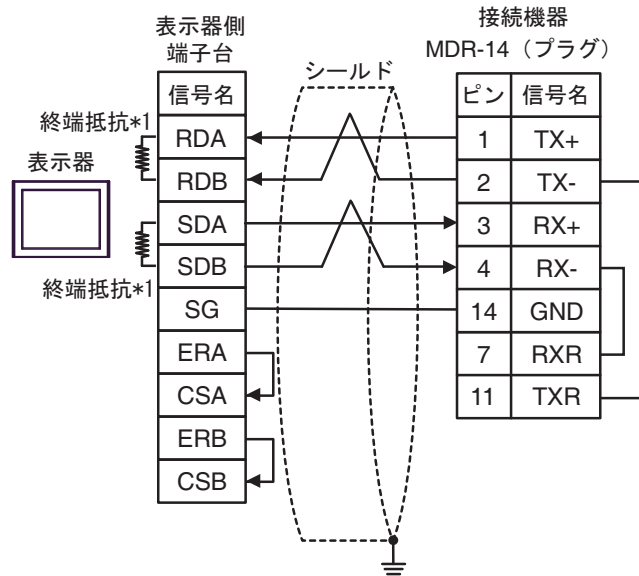 表示器側
端子台
接続機器
MDR-14（プラグ）
シールド
終端抵抗*1
表示器
終端抵抗*1
信号名
RDA
RDB
SDA
SDB
SG
ERA
CSA
ERB
CSB
ピン 信号名
1 TX+
2 TX-
3 RX+
4 RX-
14 GND
7 RXR
11 TXR